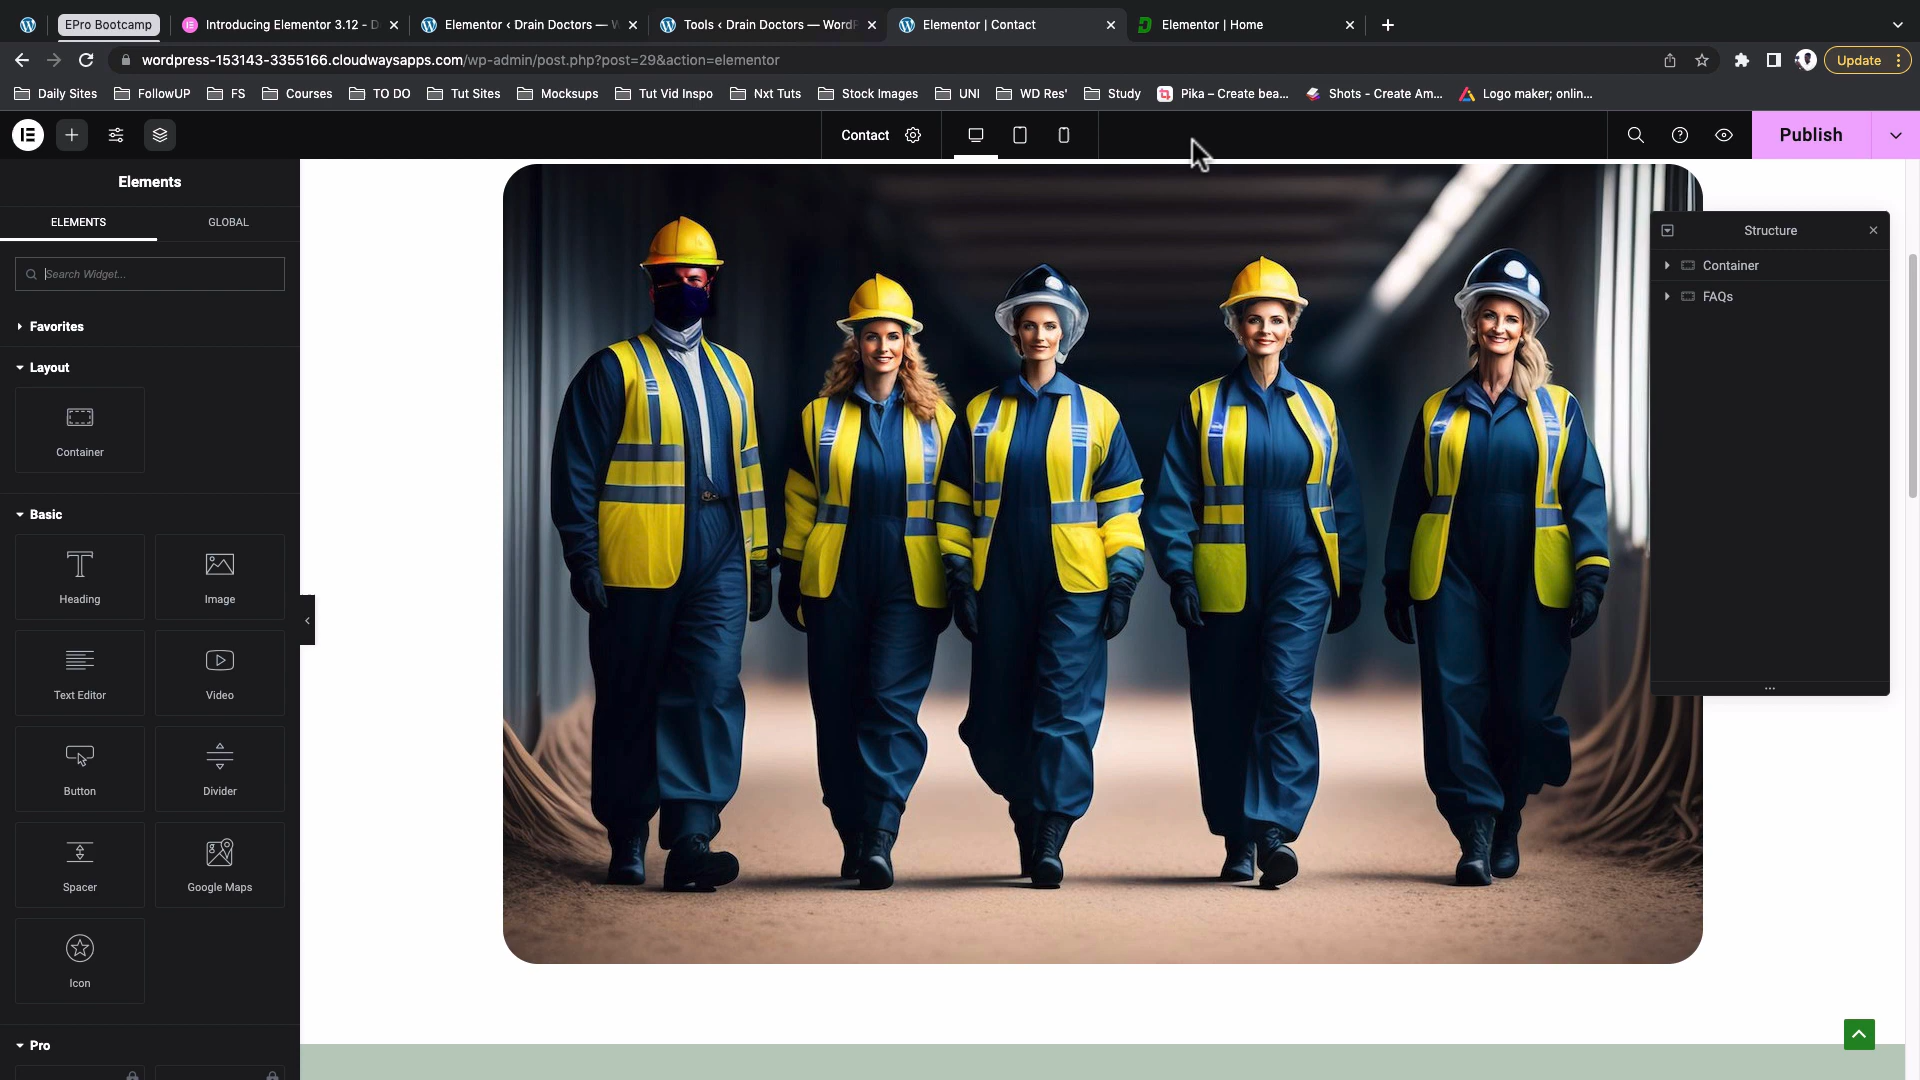 EPro Bootcamp
Introducing Elementor 3.12 - D
Elementor ‹ Drain Doctors — W
Tools ‹ Drain Doctors — WordP
Elementor | Contact
Elementor | Home
wordpress-153143-3355166.cloudwaysapps.com/wp-admin/post.php?post=29&action=elementor
Update
Daily Sites
FollowUP
FS
Courses
TO DO
Tut Sites
Mocksups
Tut Vid Inspo
Nxt Tuts
Stock Images
UNI
WD Res'
Study
Pika – Create bea...
Shots - Create Am...
Logo maker; onlin...
Contact
Publish
Elements
ELEMENTS
GLOBAL
Search Widget...
Favorites
Layout
Container
Basic
Heading
Image
Text Editor
Video
Button
Divider
Spacer
Google Maps
Icon
Pro
Structure
Container
FAQs